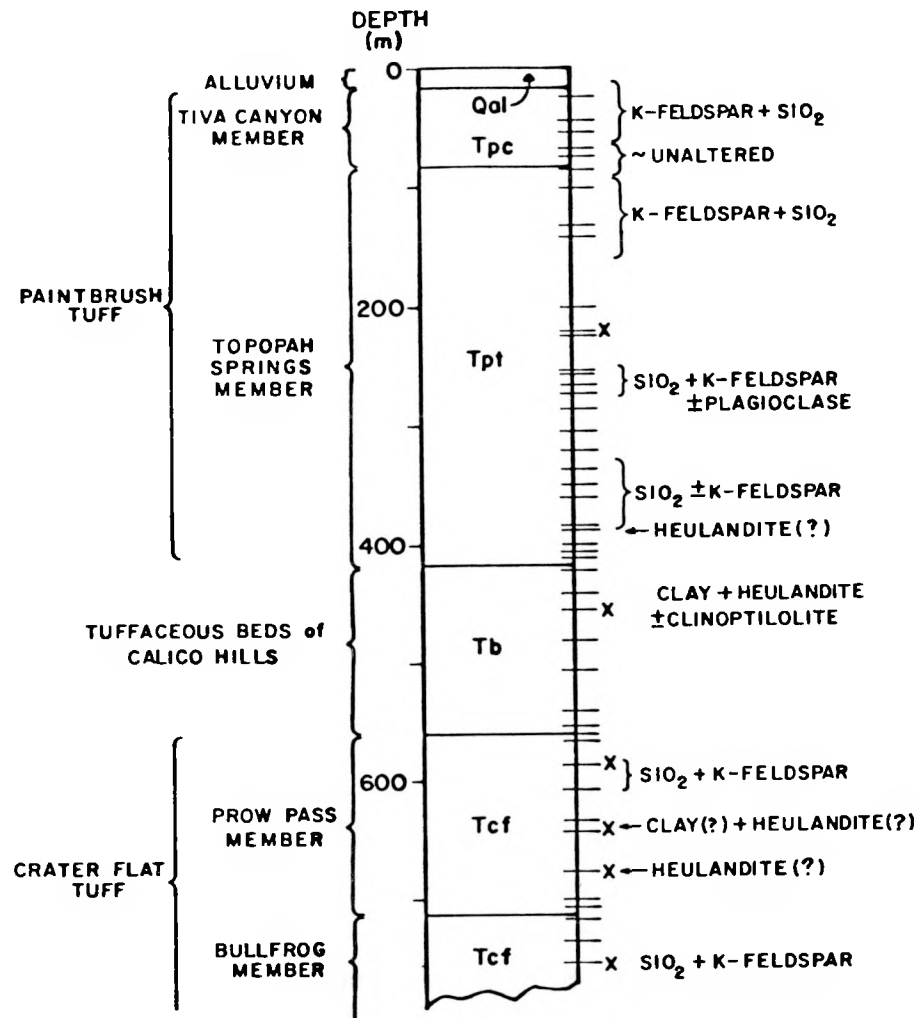 DEPTH
(m)
0
200
400
600
ALLUVIUM
TIVA CANYON
MEMBER
PAINTBRUSH
TUFF
TOPOPAH
SPRINGS
MEMBER
TUFFACEOUS BEDS of
CALICO HILLS
PROW PASS
MEMBER
CRATER FLAT
TUFF
BULLFROG
MEMBER
Qal
Tpc
Tpt
Tb
Tcf
Tcf
K-FELDSPAR + SIO₂
~ UNALTERED
K-FELDSPAR + SIO₂
X
SIO₂ + K-FELDSPAR
±PLAGIOCLASE
SIO₂ ± K-FELDSPAR
HEULANDITE(?)
CLAY + HEULANDITE
X ±CLINOPTILOLITE
X
SIO₂ + K-FELDSPAR
X CLAY(?) + HEULANDITE(?)
X HEULANDITE(?)
X SIO₂ + K-FELDSPAR